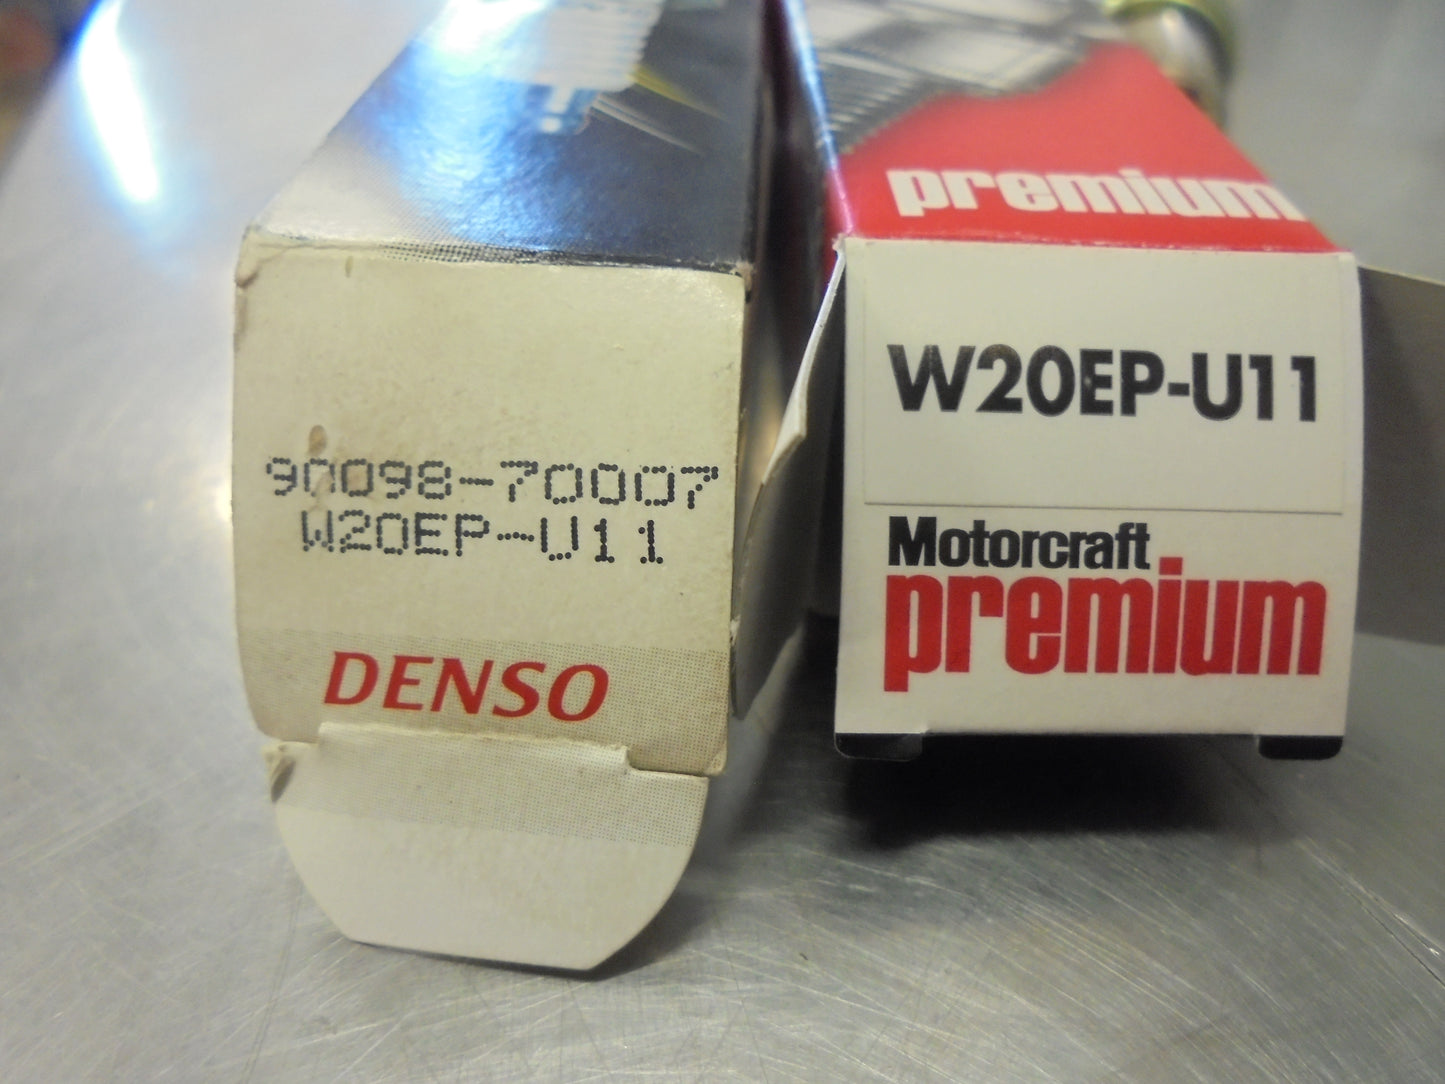 90098-70007
W20EP-U11
DENSO
premium
W20EP-U11
Motorcraft
premium